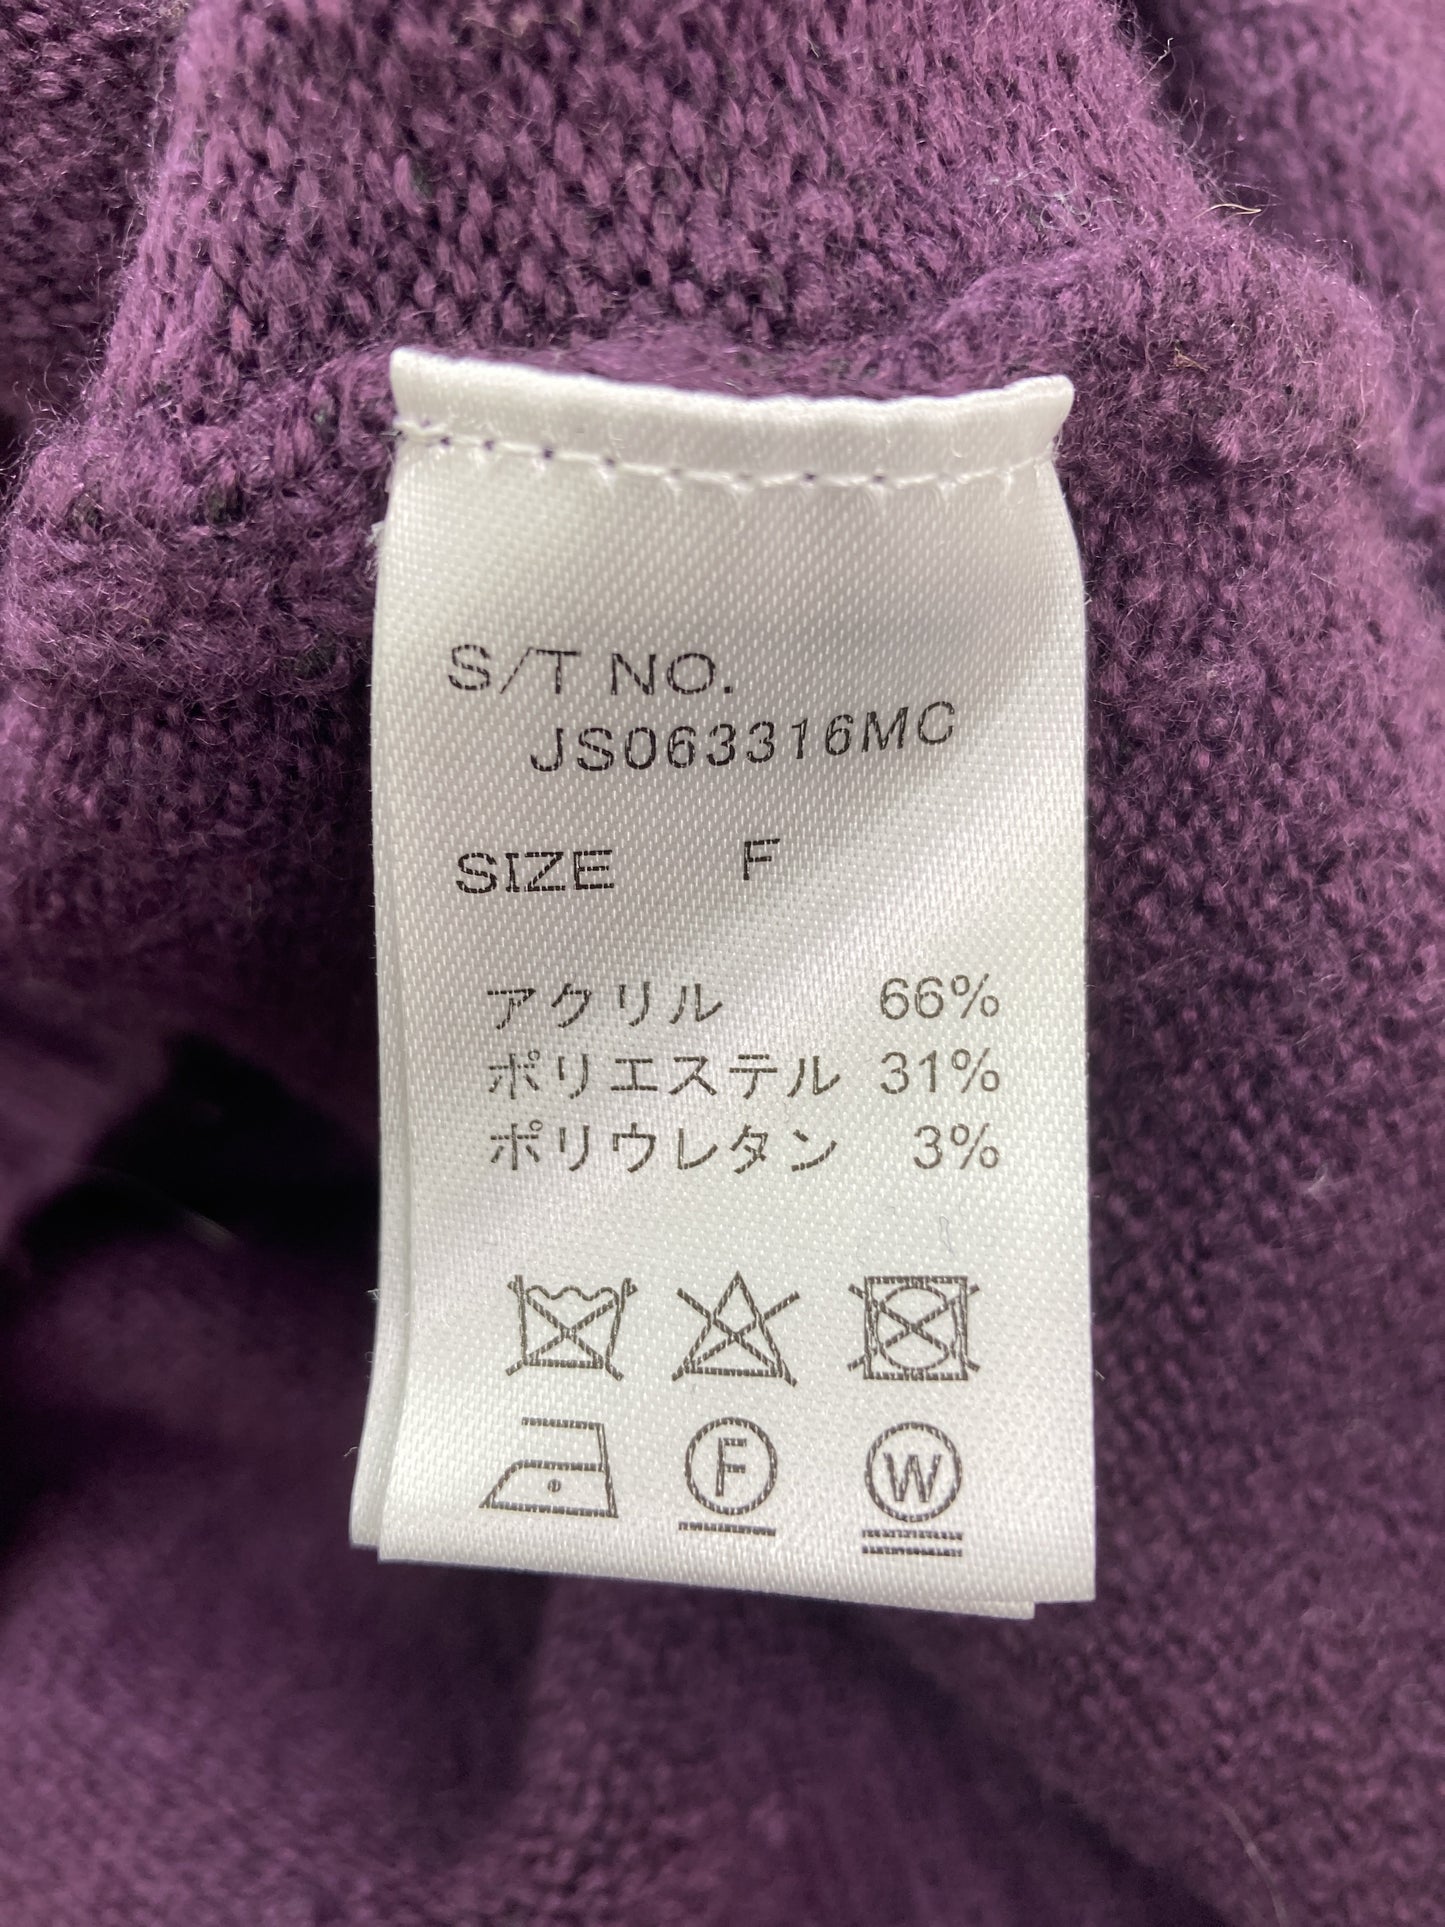 S/T NO.
JS063316MC
SIZE F
アクリル 66%
ポリエステル 31%
ポリウレタン 3%
F W